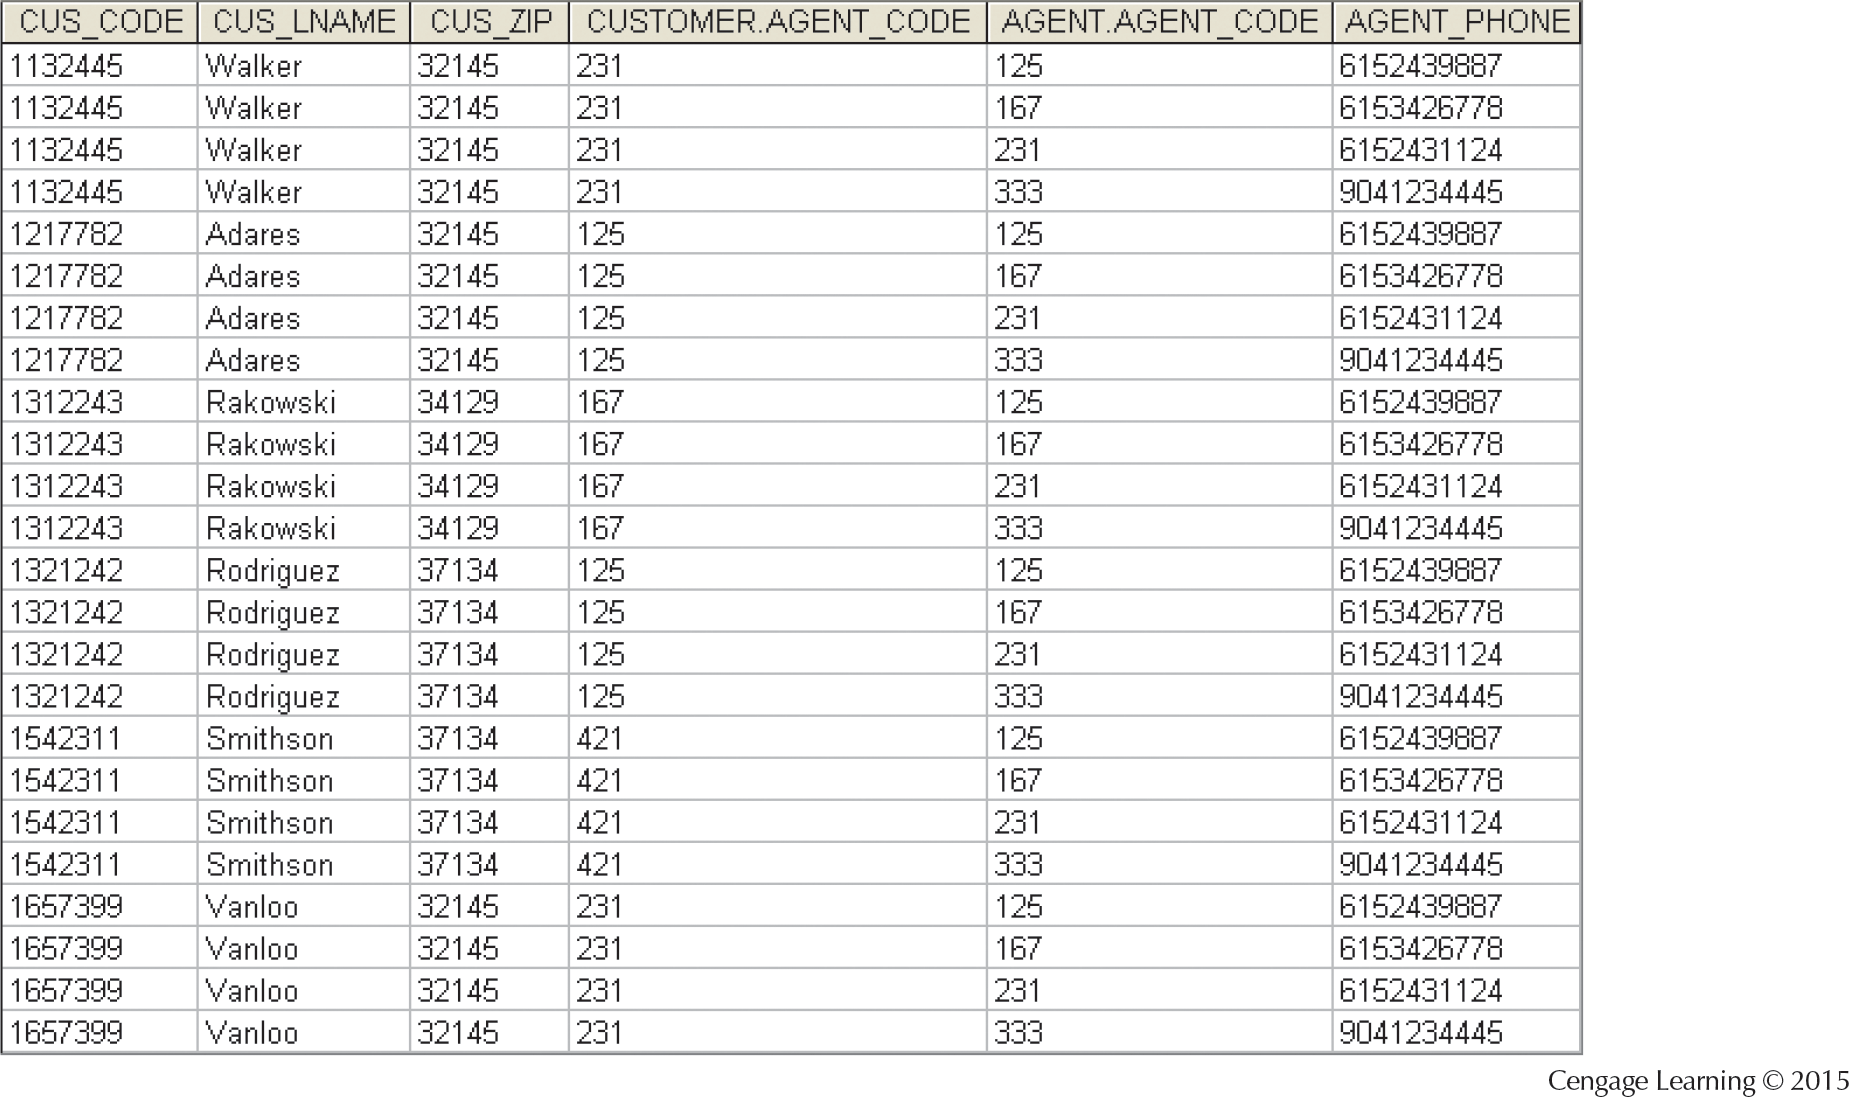 CUS_CODE CUS_LNAME CUS_ZIP CUSTOMER.AGENT_CODE AGENT.AGENT_CODE AGENT_PHONE
1132445 Walker 32145 231 125 6152439887
1132445 Walker 32145 231 167 6153426778
1132445 Walker 32145 231 231 6152431124
1132445 Walker 32145 231 333 9041234445
1217782 Adares 32145 125 125 6152439887
1217782 Adares 32145 125 167 6153426778
1217782 Adares 32145 125 231 6152431124
1217782 Adares 32145 125 333 9041234445
1312243 Rakowski 34129 167 125 6152439887
1312243 Rakowski 34129 167 167 6153426778
1312243 Rakowski 34129 167 231 6152431124
1312243 Rakowski 34129 167 333 9041234445
1321242 Rodriguez 37134 125 125 6152439887
1321242 Rodriguez 37134 125 167 6153426778
1321242 Rodriguez 37134 125 231 6152431124
1321242 Rodriguez 37134 125 333 9041234445
1542311 Smithson 37134 421 125 6152439887
1542311 Smithson 37134 421 167 6153426778
1542311 Smithson 37134 421 231 6152431124
1542311 Smithson 37134 421 333 9041234445
1657399 Vanloo 32145 231 125 6152439887
1657399 Vanloo 32145 231 167 6153426778
1657399 Vanloo 32145 231 231 6152431124
1657399 Vanloo 32145 231 333 9041234445
Cengage Learning © 2015